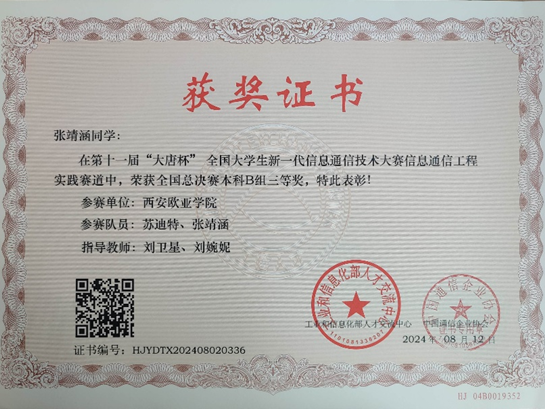 获奖证书
张靖涵同学:
在第十一届“大唐杯” 全国大学生新一代信息通信技术大赛信息通信工程
实践赛道中，荣获全国总决赛本科B组三等奖，特此表彰!
参赛单位: 西安欧亚学院
参赛队员: 苏迪特、张靖涵
指导教师: 刘卫星、刘婉妮
工业和信息化部人才交流中心 中国通信企业协会
2024年 08月 12日
证书编号: HJYDTX202408020336
HJ 04B0019352